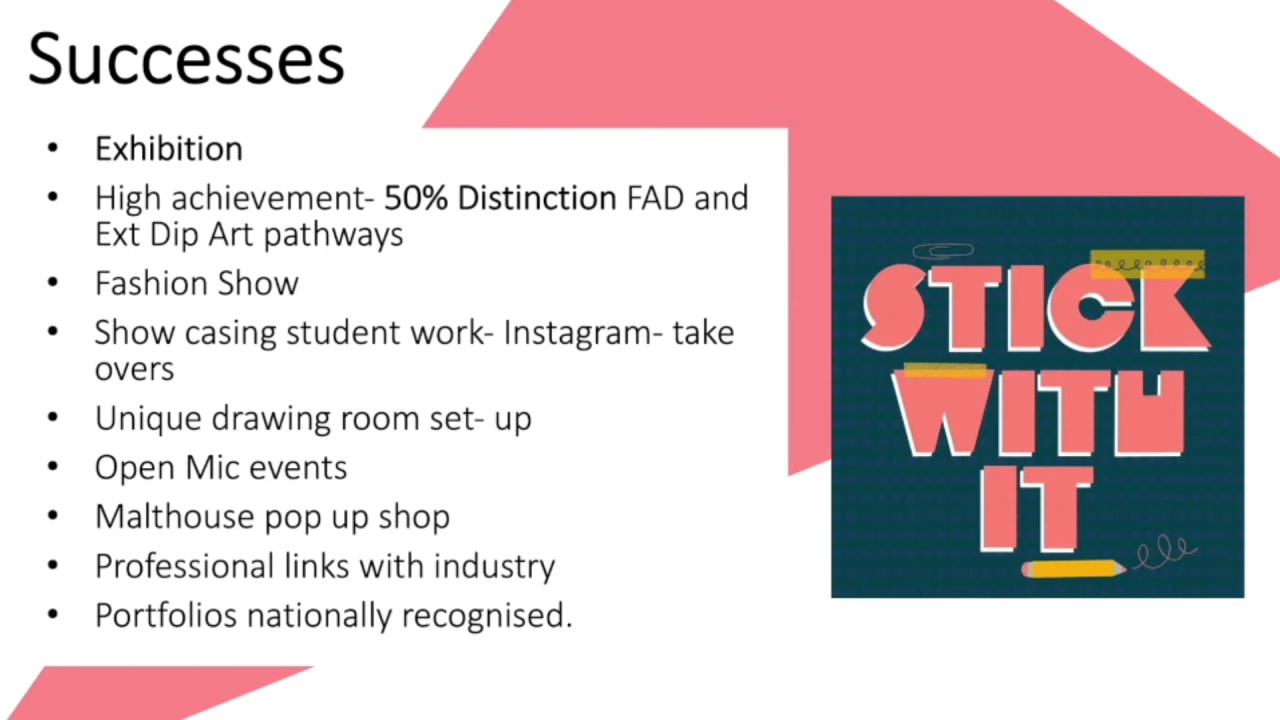 Successes
• Exhibition
• High achievement- 50% Distinction FAD and
Ext Dip Art pathways
• Fashion Show
• Show casing student work- Instagram- take
overs
• Unique drawing room set- up
• Open Mic events
• Malthouse pop up shop
• Professional links with industry
• Portfolios nationally recognised.
STICK
WITH
IT